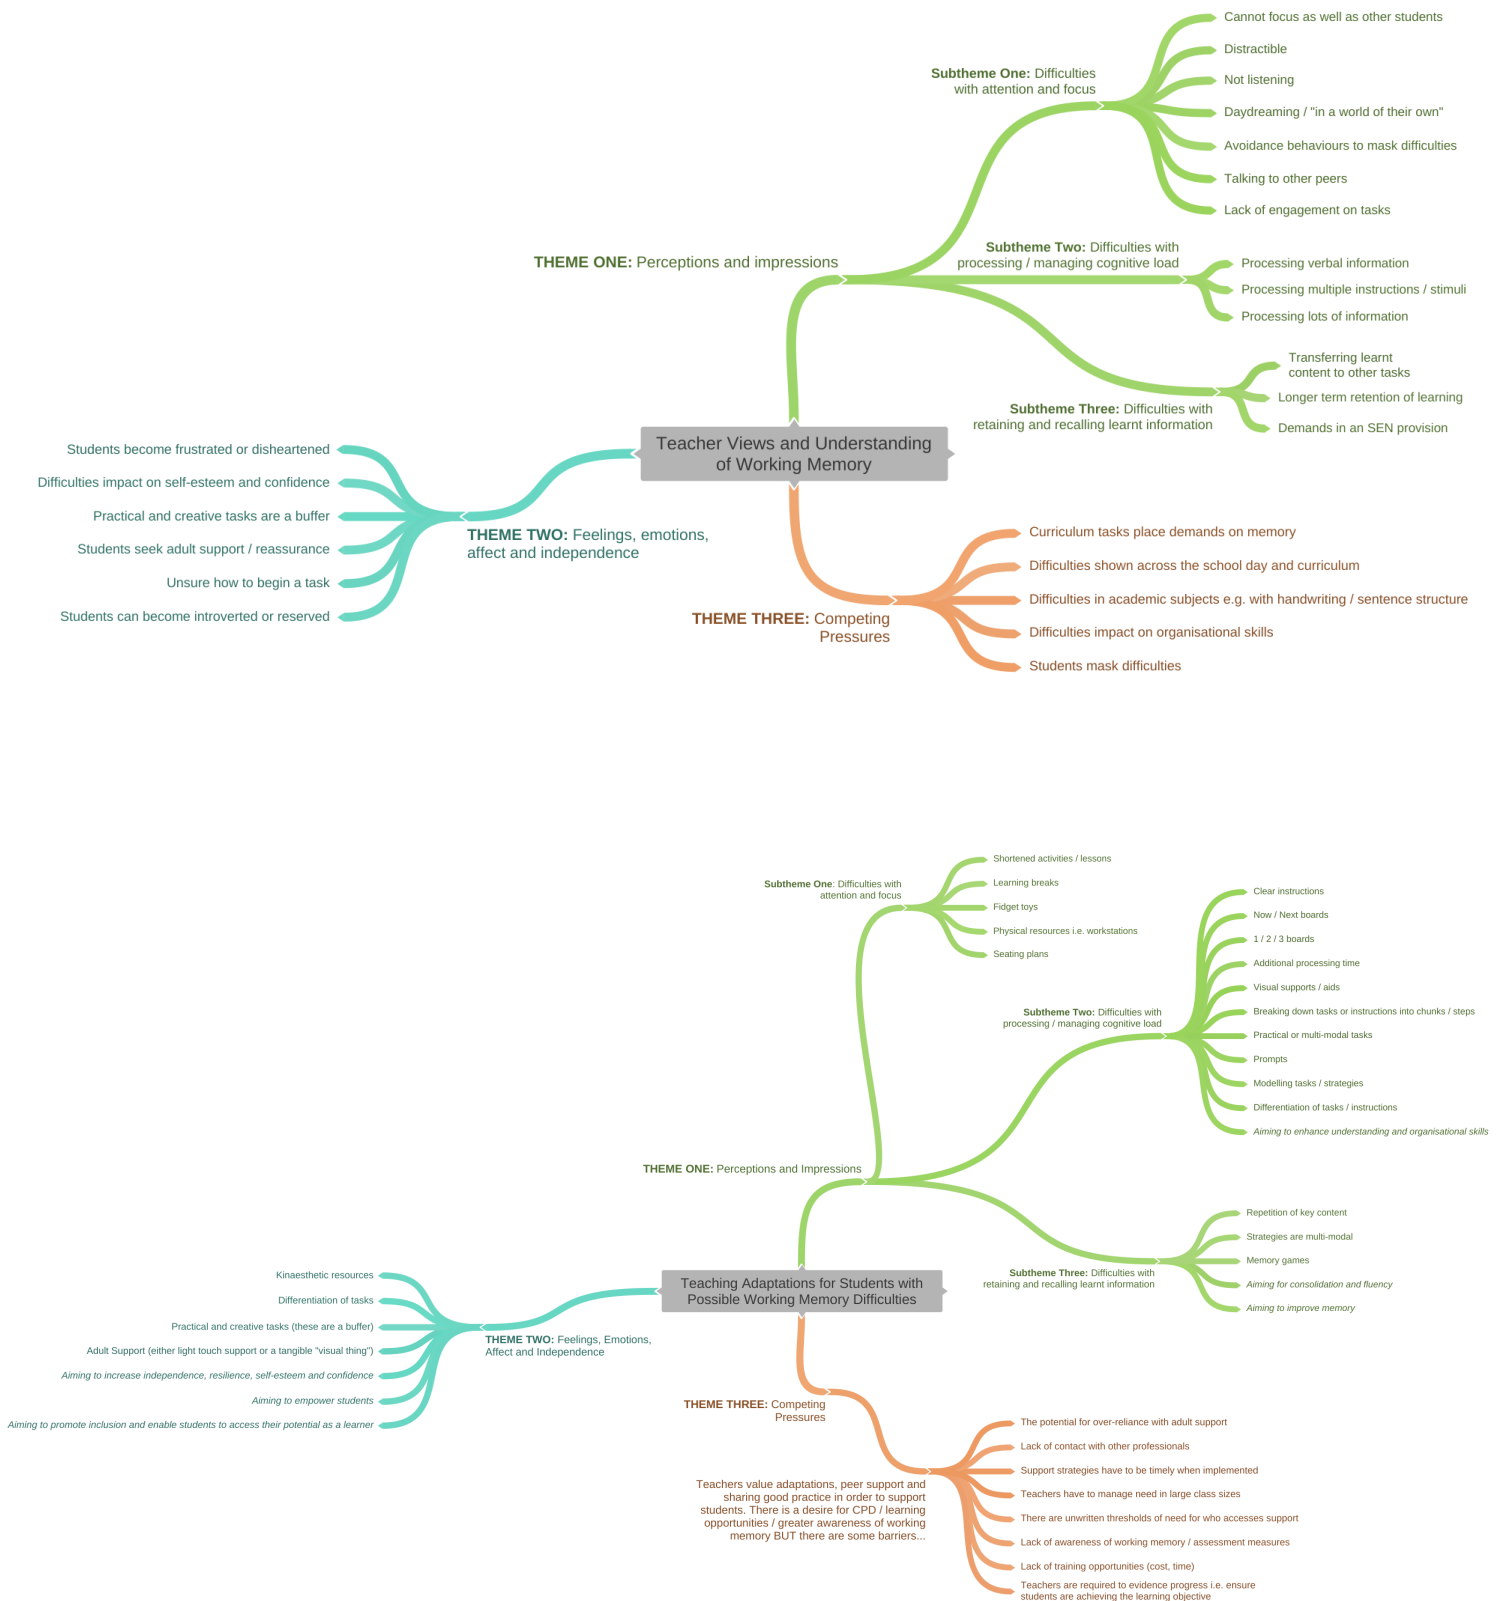 Teacher Views and Understanding
of Working Memory
THEME ONE: Perceptions and impressions
Subtheme One: Difficulties
with attention and focus
Cannot focus as well as other students
Distractible
Not listening
Daydreaming / "in a world of their own"
Avoidance behaviours to mask difficulties
Talking to other peers
Lack of engagement on tasks
Subtheme Two: Difficulties with
processing / managing cognitive load
Processing verbal information
Processing multiple instructions / stimuli
Processing lots of information
Subtheme Three: Difficulties with
retaining and recalling learnt information
Transferring learnt
content to other tasks
Longer term retention of learning
Demands in an SEN provision
THEME TWO: Feelings, emotions,
affect and independence
Students become frustrated or disheartened
Difficulties impact on self-esteem and confidence
Practical and creative tasks are a buffer
Students seek adult support / reassurance
Unsure how to begin a task
Students can become introverted or reserved
THEME THREE: Competing
Pressures
Curriculum tasks place demands on memory
Difficulties shown across the school day and curriculum
Difficulties in academic subjects e.g. with handwriting / sentence structure
Difficulties impact on organisational skills
Students mask difficulties
Teaching Adaptations for Students with
Possible Working Memory Difficulties
THEME ONE: Perceptions and Impressions
Subtheme One: Difficulties with
attention and focus
Shortened activities / lessons
Learning breaks
Fidget toys
Physical resources i.e. workstations
Seating plans
Subtheme Two: Difficulties with
processing / managing cognitive load
Clear instructions
Now / Next boards
1 / 2 / 3 boards
Additional processing time
Visual supports / aids
Breaking down tasks or instructions into chunks / steps
Practical or multi-modal tasks
Prompts
Modelling tasks / strategies
Differentiation of tasks / instructions
Aiming to enhance understanding and organisational skills
Subtheme Three: Difficulties with
retaining and recalling learnt information
Repetition of key content
Strategies are multi-modal
Memory games
Aiming for consolidation and fluency
Aiming to improve memory
THEME TWO: Feelings, Emotions,
Affect and Independence
Kinaesthetic resources
Differentiation of tasks
Practical and creative tasks (these are a buffer)
Adult Support (either light touch support or a tangible "visual thing")
Aiming to increase independence, resilience, self-esteem and confidence
Aiming to empower students
Aiming to promote inclusion and enable students to access their potential as a learner
THEME THREE: Competing
Pressures
Teachers value adaptations, peer support and
sharing good practice in order to support
students. There is a desire for CPD / learning
opportunities / greater awareness of working
memory BUT there are some barriers...
The potential for over-reliance with adult support
Lack of contact with other professionals
Support strategies have to be timely when implemented
Teachers have to manage need in large class sizes
There are unwritten thresholds of need for who accesses support
Lack of awareness of working memory / assessment measures
Lack of training opportunities (cost, time)
Teachers are required to evidence progress i.e. ensure
students are achieving the learning objective